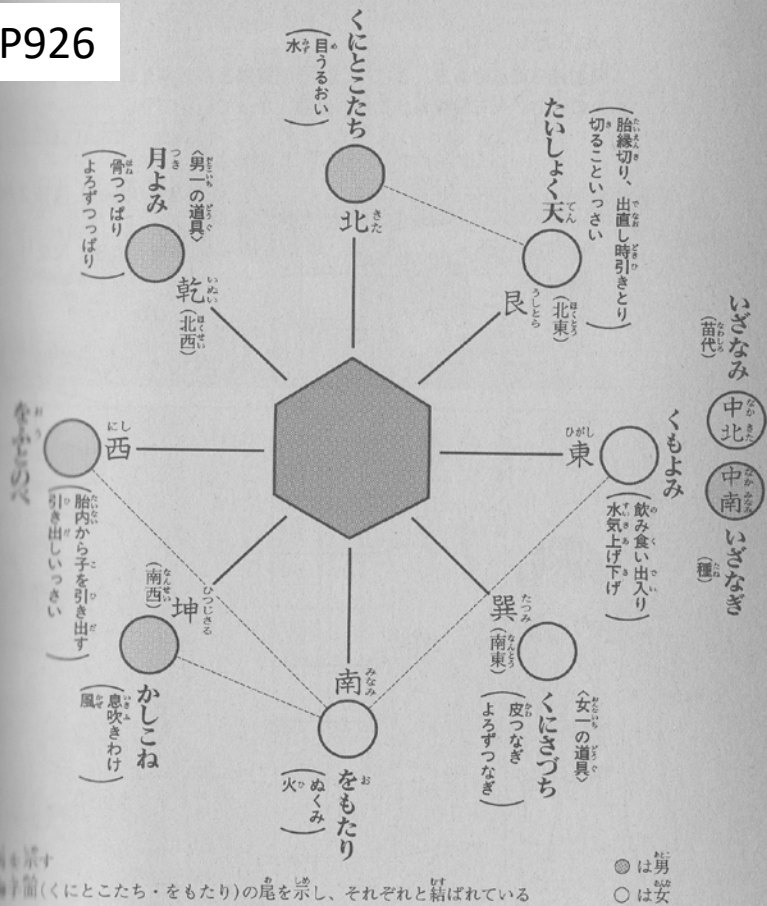 P926
くにとこたち
目うるおい
水
北
たいしょく天
胎縁切り、出直し時引きとり
切ることいっさい
艮
(北東)
いざなみ
(苗代)
中北
中南
いざなぎ
(種)
くもよみ
東
飲み食い出入り
水気上げ下げ
巽
(南東)
〈女一の道具〉
くにさづち
皮つなぎ
よろずつなぎ
南
をもたり
ぬくみ
火
坤
(南西)
かしこね
息吹きわけ
風
西
胎内から子を引き出す
引き出しいっさい
〈男一の道具〉
月よみ
骨つっぱり
よろずつっぱり
乾
(北西)
は男
は女
(くにとこたち・をもたり)の尾を示し、それぞれと結ばれている